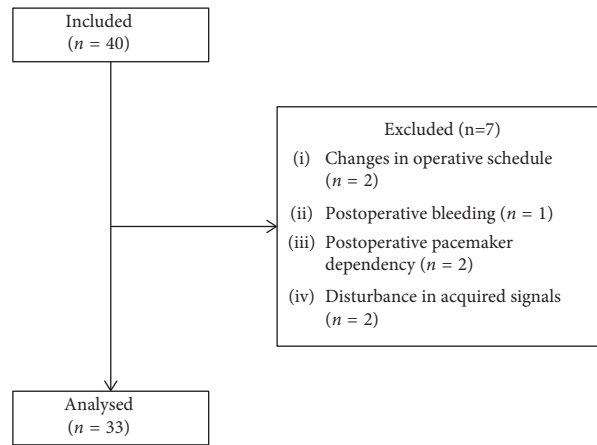 Included
(n = 40)
Excluded (n=7)
(i) Changes in operative schedule
(n = 2)
(ii) Postoperative bleeding (n = 1)
(iii) Postoperative pacemaker
dependency (n = 2)
(iv) Disturbance in acquired signals
(n = 2)
Analysed
(n = 33)